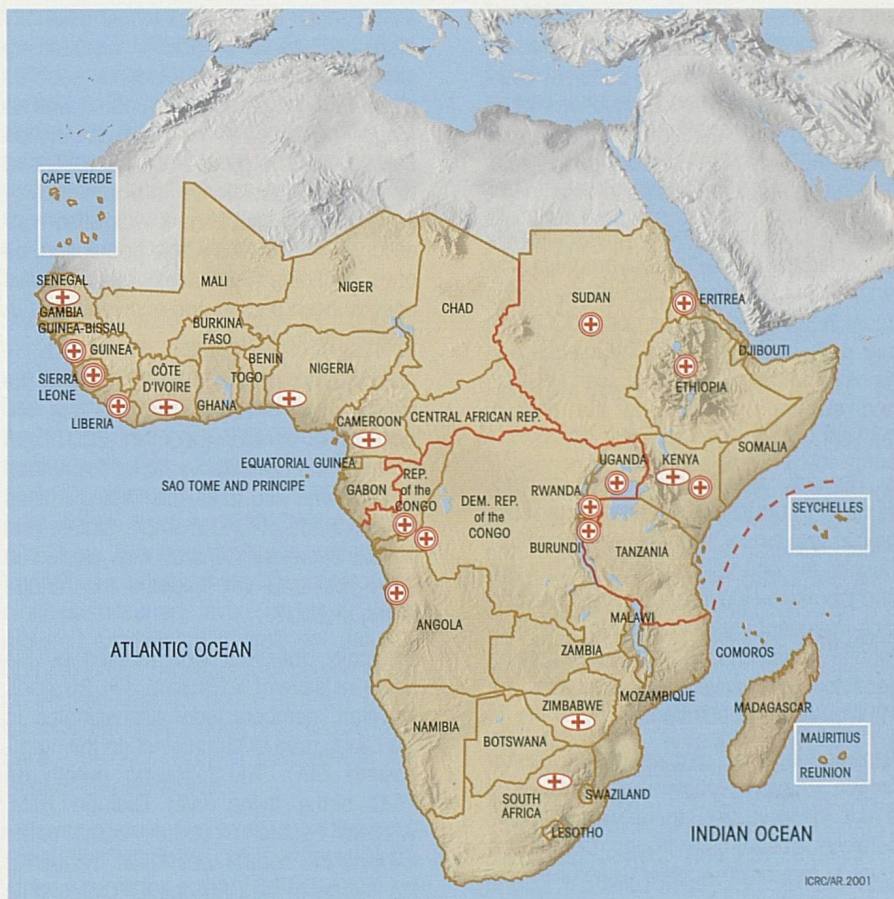 CAPE VERDE
SENEGAL
GAMBIA
GUINEA-BISSAU
GUINEA
SIERRA
LEONE
LIBERIA
MALI
BURKINA
FASO
CÔTE
D'IVOIRE
GHANA
TOGO
BENIN
NIGER
NIGERIA
CHAD
SUDAN
ERITREA
DJIBOUTI
ETHIOPIA
SOMALIA
CAMEROON
CENTRAL AFRICAN REP.
EQUATORIAL GUINEA
SAO TOME AND PRINCIPE
GABON
REP.
of the
CONGO
DEM. REP.
of the
CONGO
UGANDA
KENYA
RWANDA
BURUNDI
TANZANIA
SEYCHELLES
ANGOLA
MALAWI
ZAMBIA
COMOROS
ATLANTIC OCEAN
MOZAMBIQUE
ZIMBABWE
MADAGASCAR
NAMIBIA
BOTSWANA
MAURITIUS
REUNION
SOUTH
AFRICA
SWAZILAND
LESOTHO
INDIAN OCEAN
ICRC/AR.2001